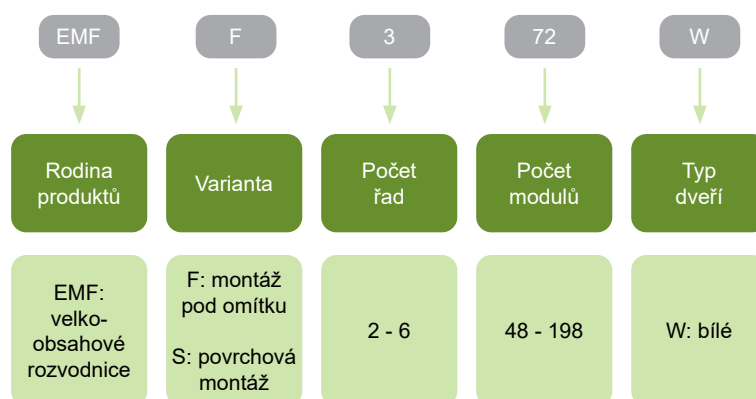 EMF
F
3
72
W
Rodina
produktů
Varianta
Počet
řad
Počet
modulů
Typ
dveří
EMF:
velko-
obsahové
rozvodnice
F: montáž
pod omítku
S: povrchová
montáž
2 - 6
48 - 198
W: bílé